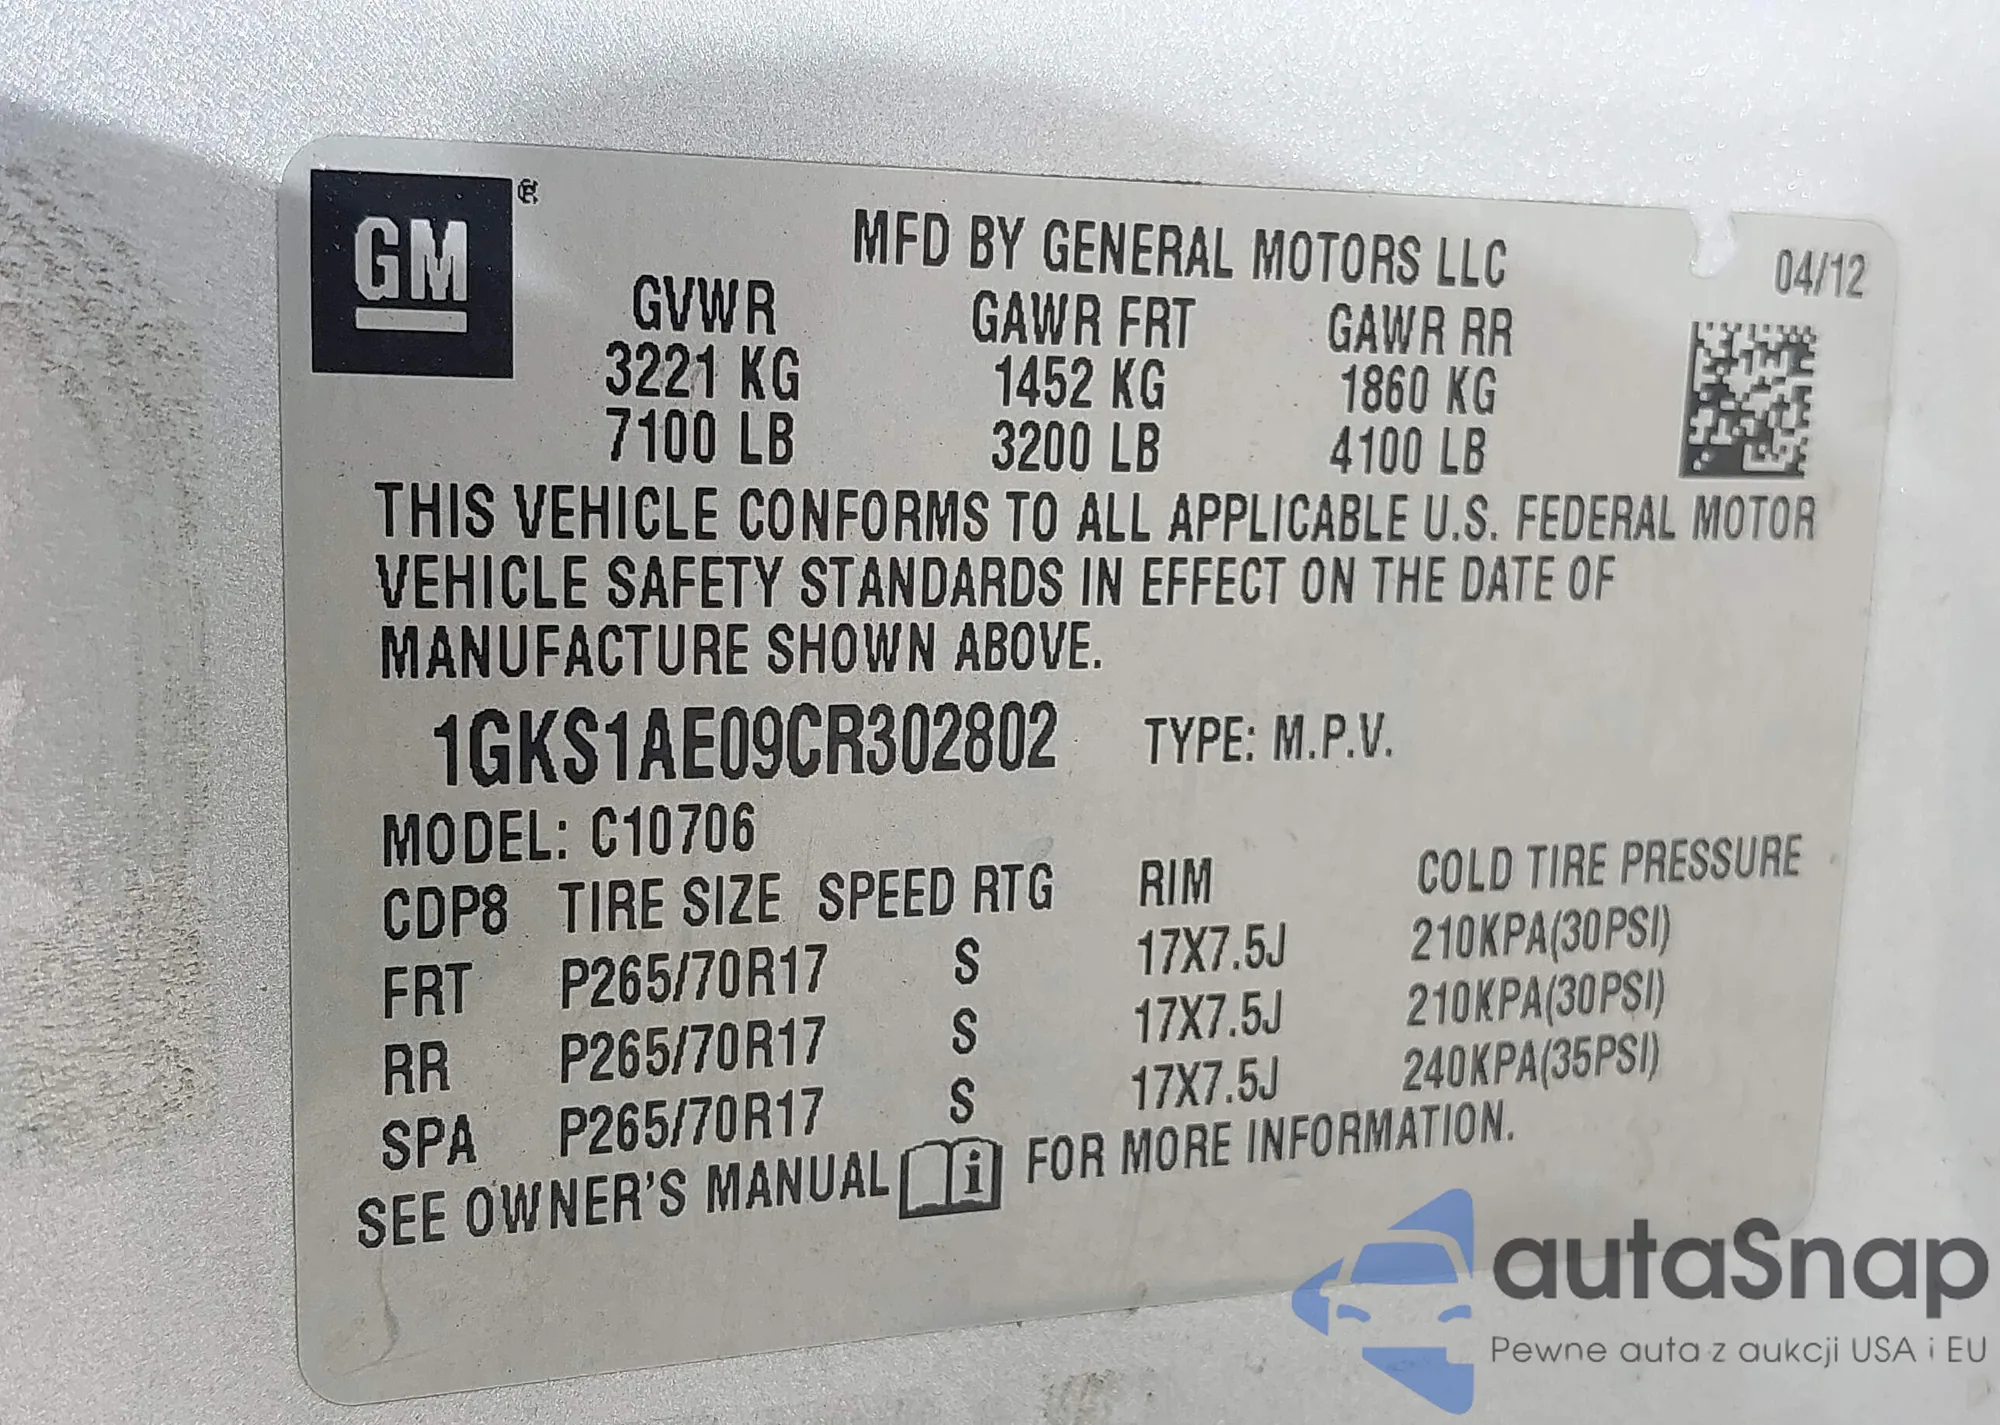 GM®
MFD BY GENERAL MOTORS LLC 04/12
GVWR GAWR FRT GAWR RR
3221 KG 1452 KG 1860 KG
7100 LB 3200 LB 4100 LB
THIS VEHICLE CONFORMS TO ALL APPLICABLE U.S. FEDERAL MOTOR
VEHICLE SAFETY STANDARDS IN EFFECT ON THE DATE OF
MANUFACTURE SHOWN ABOVE.
1GKS1AE09CR302802 TYPE: M.P.V.
MODEL: C10706
CDP8 TIRE SIZE SPEED RTG RIM COLD TIRE PRESSURE
FRT P265/70R17 S 17X7.5J 210KPA(30PSI)
RR P265/70R17 S 17X7.5J 210KPA(30PSI)
SPA P265/70R17 S 17X7.5J 240KPA(35PSI)
SEE OWNER'S MANUAL i FOR MORE INFORMATION.
autaSnap
Pewne auta z aukcji USA i EU